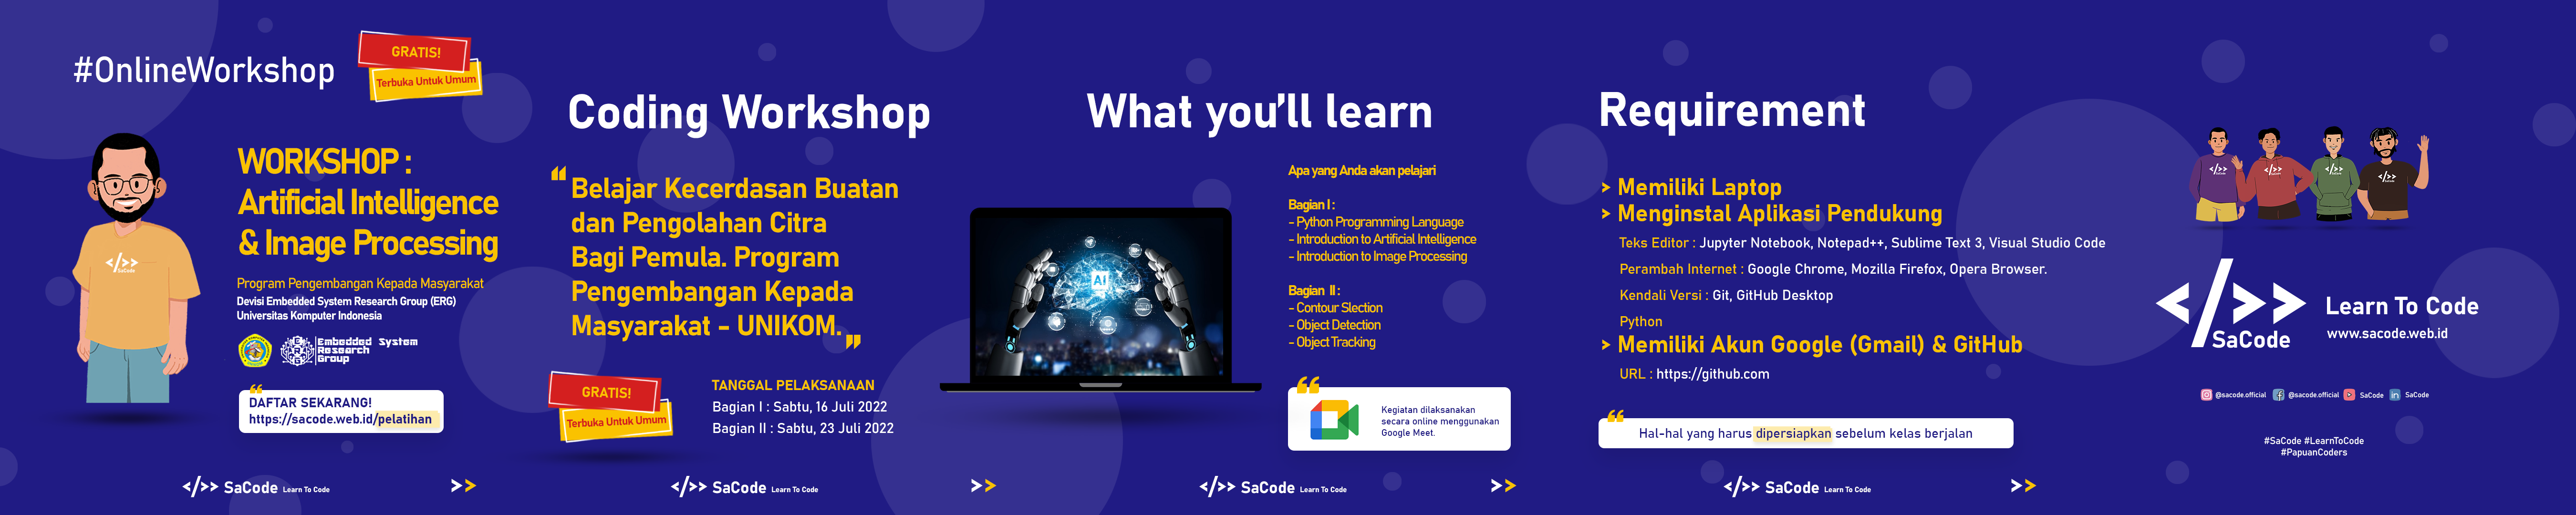 #OnlineWorkshop
GRATIS!
Terbuka Untuk Umum
WORKSHOP :
Artificial Intelligence
& Image Processing
Program Pengembangan Kepada Masyarakat
Devisi Embedded System Research Group (ERG)
Universitas Komputer Indonesia
Embedded System
Research
Group
DAFTAR SEKARANG!
https://sacode.web.id/pelatihan
</>> SaCode
</>> SaCode Learn To Code
>>
Coding Workshop
“Belajar Kecerdasan Buatan
dan Pengolahan Citra
Bagi Pemula. Program
Pengembangan Kepada
Masyarakat - UNIKOM.”
GRATIS!
Terbuka Untuk Umum
TANGGAL PELAKSANAAN
Bagian I : Sabtu, 16 Juli 2022
Bagian II : Sabtu, 23 Juli 2022
</>> SaCode Learn To Code
>>
What you’ll learn
AI
Apa yang Anda akan pelajari
Bagian I :
- Python Programming Language
- Introduction to Artificial Intelligence
- Introduction to Image Processing
Bagian II :
- Contour Slection
- Object Detection
- Object Tracking
Kegiatan dilaksanakan
secara online menggunakan
Google Meet.
</>> SaCode Learn To Code
>>
Requirement
> Memiliki Laptop
> Menginstal Aplikasi Pendukung
Teks Editor : Jupyter Notebook, Notepad++, Sublime Text 3, Visual Studio Code
Perambah Internet : Google Chrome, Mozilla Firefox, Opera Browser.
Kendali Versi : Git, GitHub Desktop
Python
> Memiliki Akun Google (Gmail) & GitHub
URL : https://github.com
Hal-hal yang harus dipersiapkan sebelum kelas berjalan
</>> SaCode Learn To Code
>>
</>>
SaCode
Learn To Code
www.sacode.web.id
@sacode.official @sacode.official SaCode SaCode
#SaCode #LearnToCode
#PapuanCoders